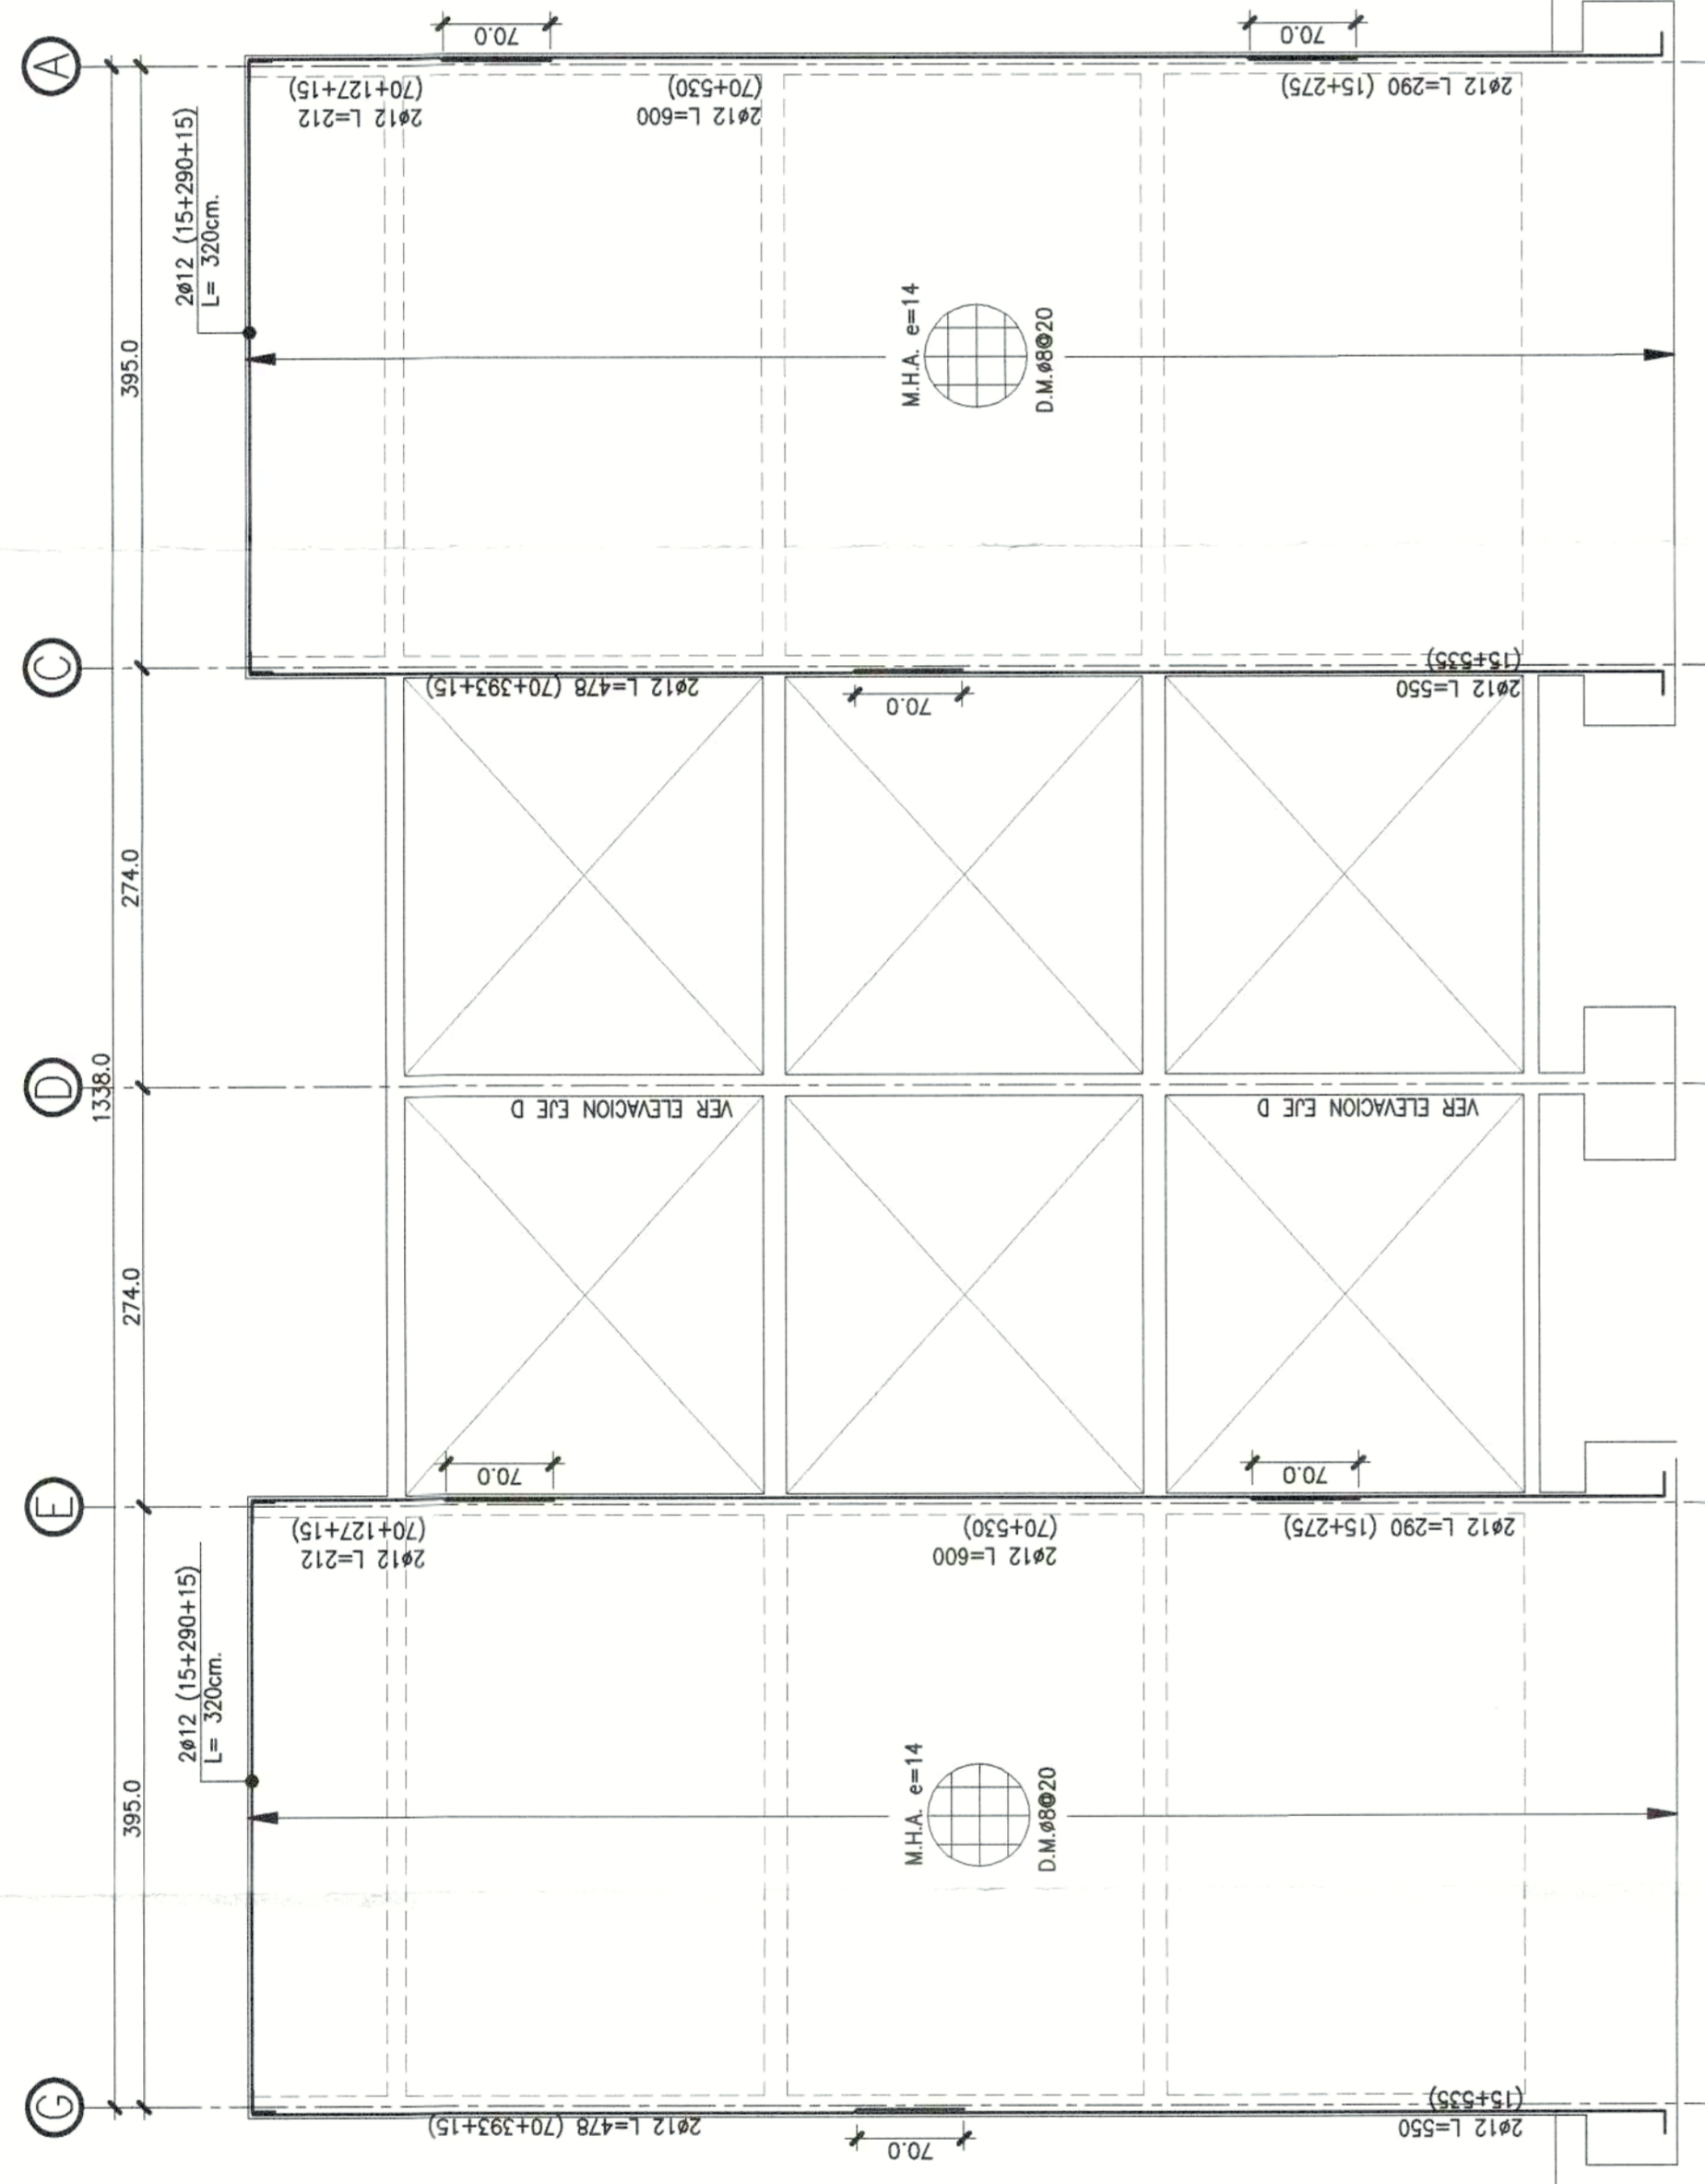 A
C
D
E
G
395.0
274.0
1338.0
274.0
395.0
2ø12 (15+290+15)
L= 320cm.
70.0
70.0
2ø12 L=212
(70+127+15)
2ø12 L=600
(70+530)
2ø12 L=290 (15+275)
M.H.A. e=14
D.M.ø8@20
2ø12 L=478 (70+393+15)
70.0
2ø12 L=550
(15+535)
VER ELEVACION EJE D
VER ELEVACION EJE D
70.0
70.0
2ø12 L=212
(70+127+15)
2ø12 L=600
(70+530)
2ø12 L=290 (15+275)
2ø12 (15+290+15)
L= 320cm.
M.H.A. e=14
D.M.ø8@20
2ø12 L=478 (70+393+15)
70.0
2ø12 L=550
(15+535)